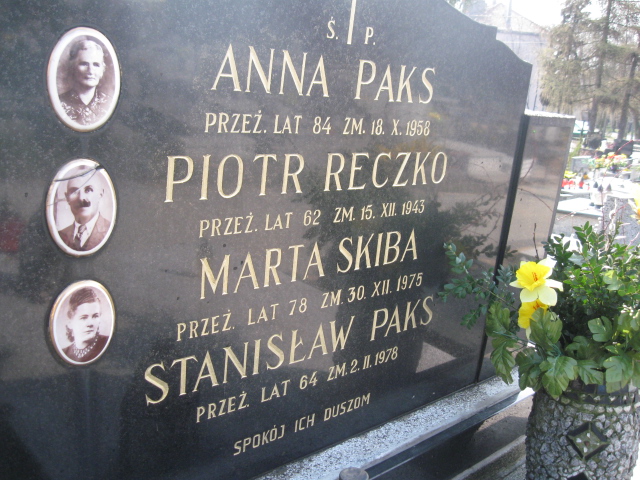 Ś. P.
ANNA PAKS
PRZEŻ. LAT 84 ZM. 18. X. 1958
PIOTR RECZKO
PRZEŻ. LAT 62 ZM. 15. XII. 1943
MARTA SKIBA
PRZEŻ. LAT 78 ZM. 30. XII. 1975
STANISŁAW PAKS
PRZEŻ. LAT 64 ZM. 2. II. 1978
SPOKÓJ ICH DUSZOM